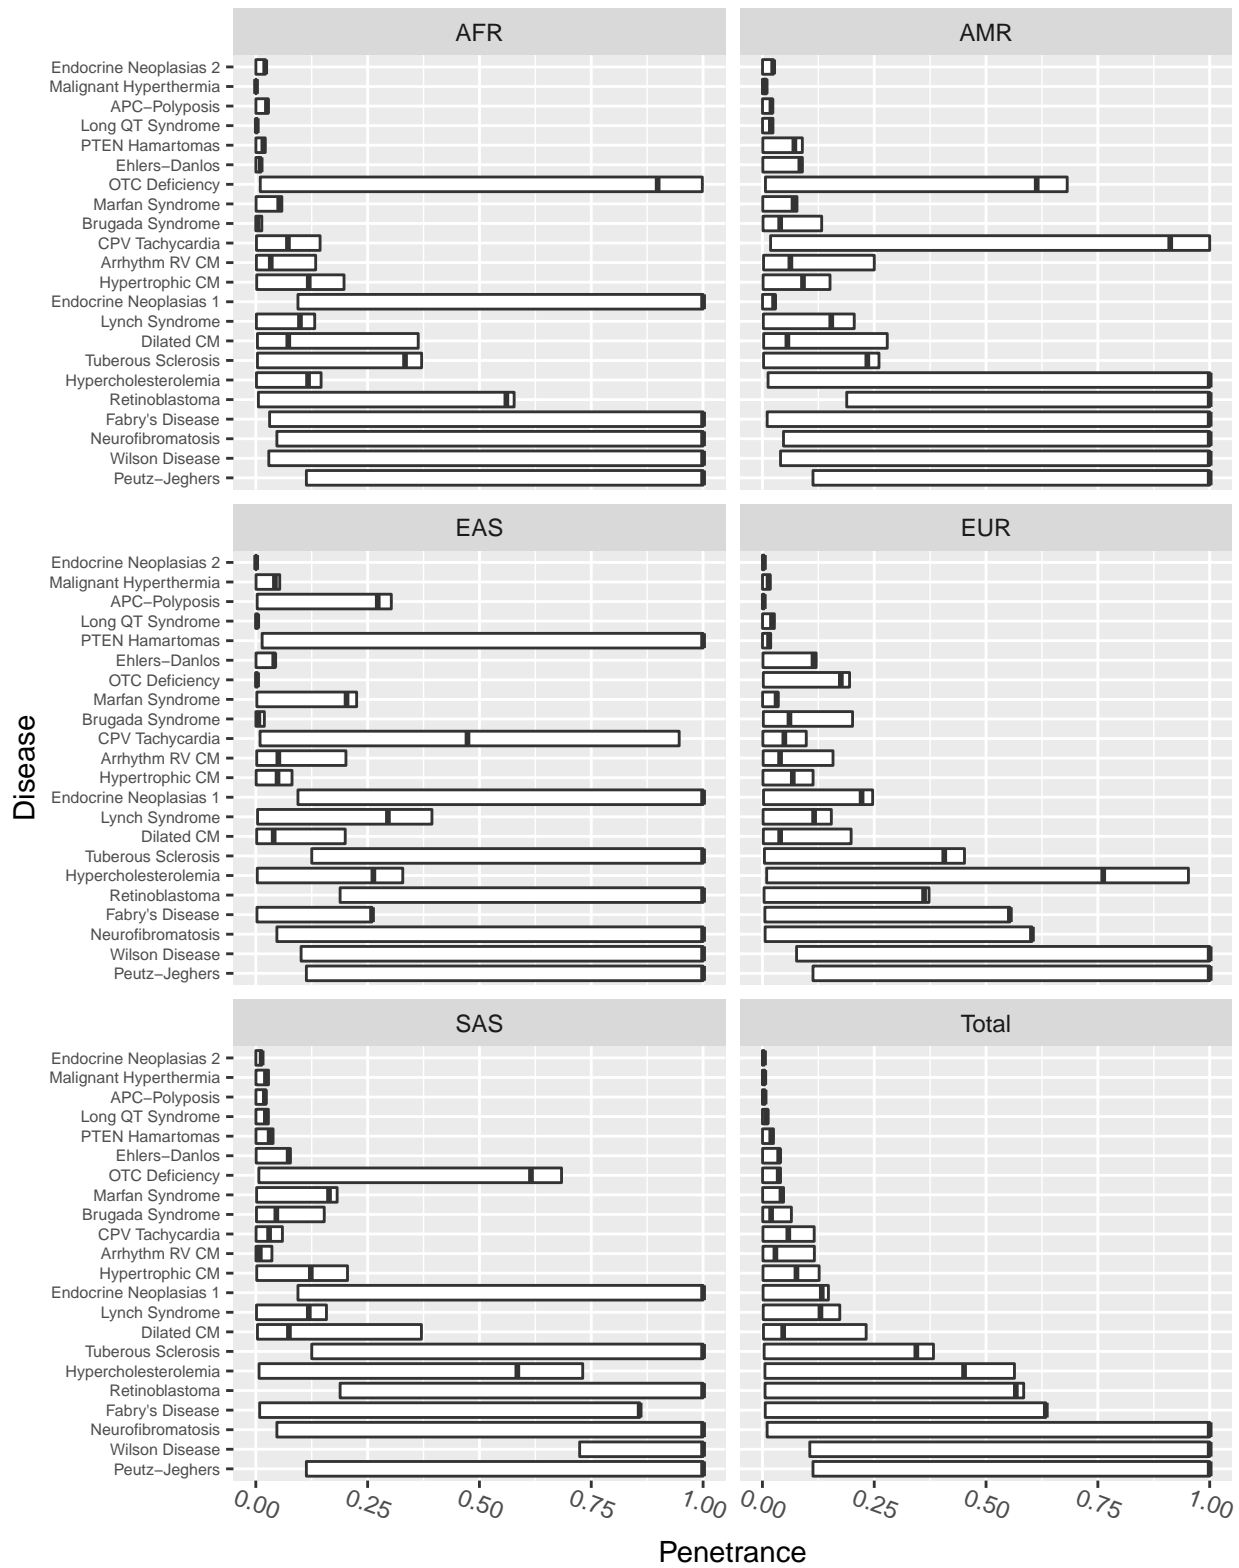 AFR
AMR
Endocrine Neoplasias 2
Malignant Hyperthermia
APC−Polyposis
Long QT Syndrome
PTEN Hamartomas
Ehlers−Danlos
OTC Deficiency
Marfan Syndrome
Brugada Syndrome
CPV Tachycardia
Arrhythm RV CM
Hypertrophic CM
Endocrine Neoplasias 1
Lynch Syndrome
Dilated CM
Tuberous Sclerosis
Hypercholesterolemia
Retinoblastoma
Fabry's Disease
Neurofibromatosis
Wilson Disease
Peutz−Jeghers
EAS
EUR
Endocrine Neoplasias 2
Malignant Hyperthermia
APC−Polyposis
Long QT Syndrome
PTEN Hamartomas
Ehlers−Danlos
OTC Deficiency
Marfan Syndrome
Brugada Syndrome
CPV Tachycardia
Arrhythm RV CM
Hypertrophic CM
Endocrine Neoplasias 1
Lynch Syndrome
Dilated CM
Tuberous Sclerosis
Hypercholesterolemia
Retinoblastoma
Fabry's Disease
Neurofibromatosis
Wilson Disease
Peutz−Jeghers
Disease
SAS
Total
Endocrine Neoplasias 2
Malignant Hyperthermia
APC−Polyposis
Long QT Syndrome
PTEN Hamartomas
Ehlers−Danlos
OTC Deficiency
Marfan Syndrome
Brugada Syndrome
CPV Tachycardia
Arrhythm RV CM
Hypertrophic CM
Endocrine Neoplasias 1
Lynch Syndrome
Dilated CM
Tuberous Sclerosis
Hypercholesterolemia
Retinoblastoma
Fabry's Disease
Neurofibromatosis
Wilson Disease
Peutz−Jeghers
0.00 0.25 0.50 0.75 1.00
0.00 0.25 0.50 0.75 1.00
Penetrance